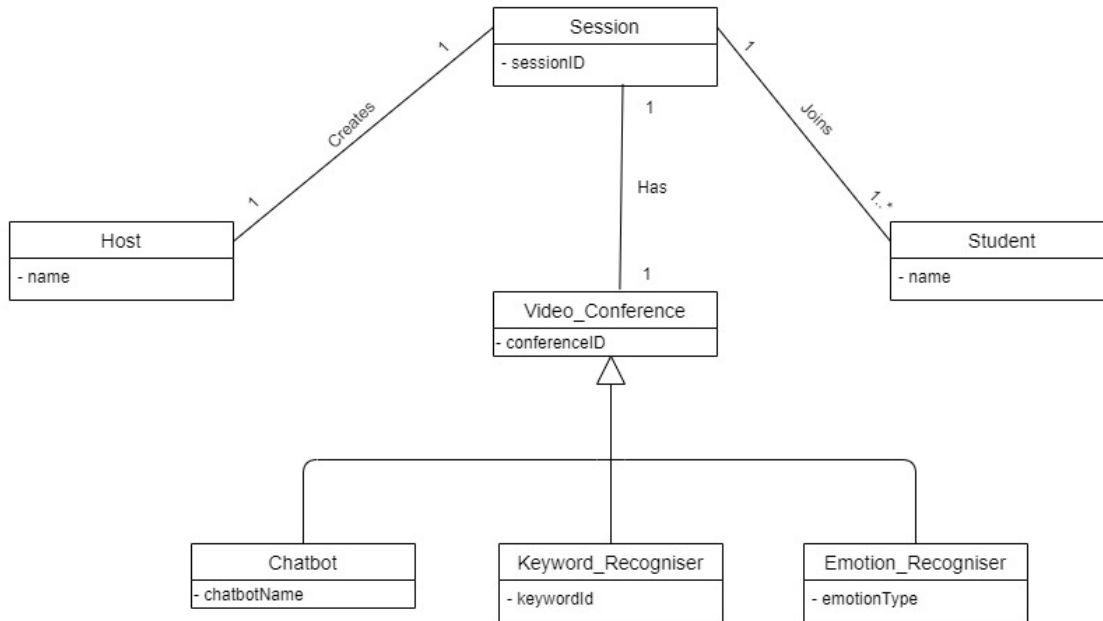 Session
- sessionID
1
1
Creates
1
Joins
Has
1
1..*
Host
- name
Student
- name
1
Video_Conference
- conferenceID
Chatbot
- chatbotName
Keyword_Recogniser
- keywordId
Emotion_Recogniser
- emotionType